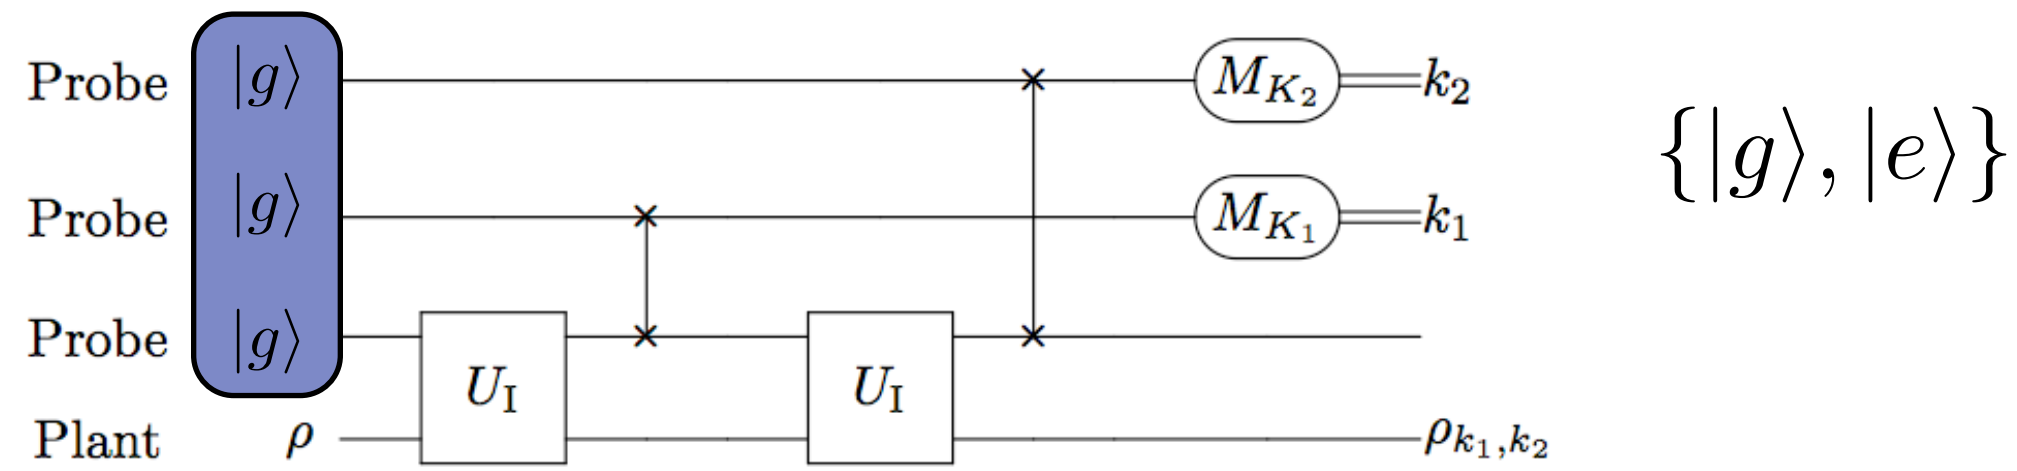 Probe |g⟩ M_{K_2} k_2
{|g⟩, |e⟩}
Probe |g⟩ M_{K_1} k_1
Probe |g⟩
U_I U_I
Plant ρ ρ_{k_1,k_2}